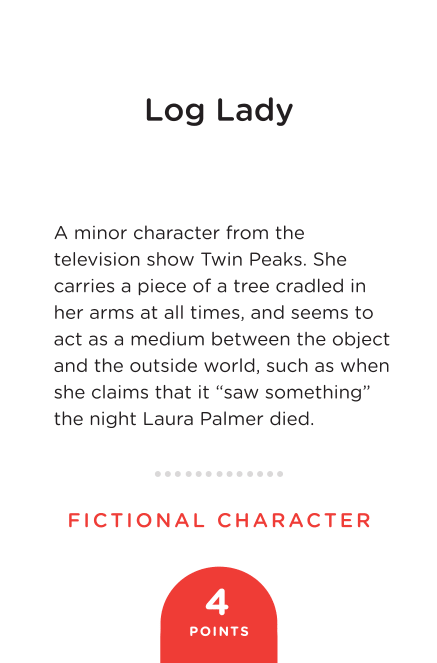 Log Lady
A minor character from the
television show Twin Peaks. She
carries a piece of a tree cradled in
her arms at all times, and seems to
act as a medium between the object
and the outside world, such as when
she claims that it “saw something”
the night Laura Palmer died.
FICTIONAL CHARACTER
4
POINTS